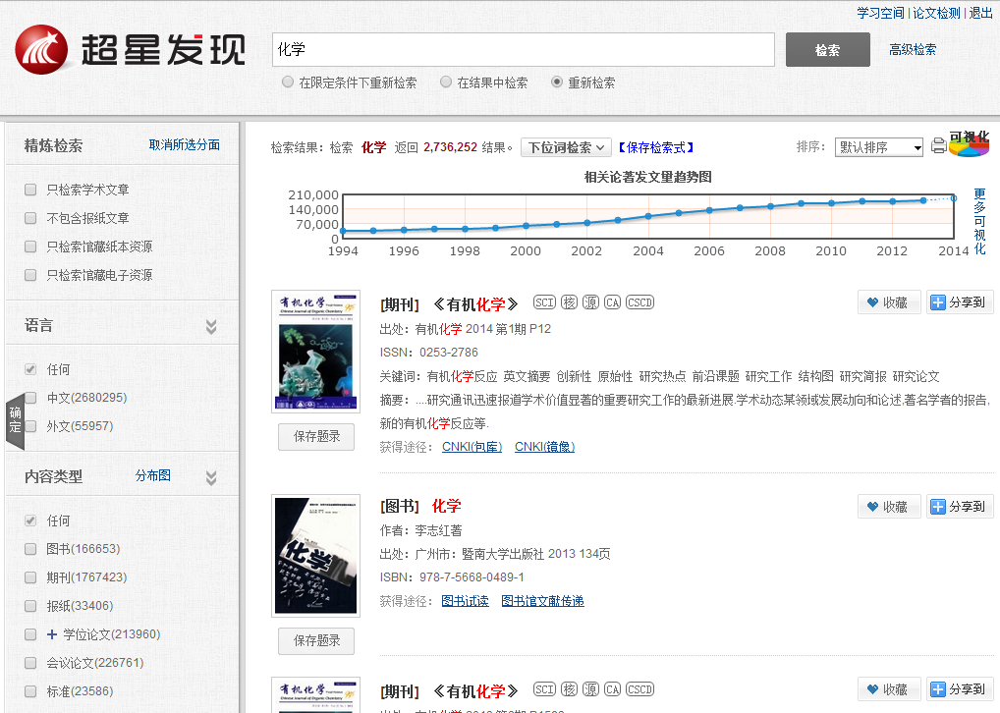 学习空间 | 论文检测 | 退出
超星发现
化学
检索
高级检索
在限定条件下重新检索 在结果中检索 重新检索
精炼检索 取消所选分面
只检索学术文章
不包含报纸文章
只检索馆藏纸本资源
只检索馆藏电子资源
语言
任何
中文(2680295)
外文(55957)
确定
内容类型 分布图
任何
图书(166653)
期刊(1767423)
报纸(33406)
学位论文(213960)
会议论文(226761)
标准(23586)
检索结果：检索 化学 返回 2,736,252 结果。 下位词检索 【保存检索式】
排序： 默认排序 可视化
相关论著发文量趋势图
210,000
140,000
70,000
0
1994 1996 1998 2000 2002 2004 2006 2008 2010 2012 2014
更多可视化
[期刊] 《有机化学》 SCI 核 源 CA CSCD
收藏 分享到
出处：有机化学 2014 第1期 P12
ISSN：0253-2786
关键词：有机化学反应 英文摘要 创新性 原始性 研究热点 前沿课题 研究工作 结构图 研究简报 研究论文
摘要：....研究通讯迅速报道学术价值显著的重要研究工作的最新进展.学术动态某领域发展动向和论述,著名学者的报告,
新的有机化学反应等.
获得途径： CNKI(包库) CNKI(镜像)
有机化学
Chinese Journal of Organic Chemistry
保存题录
[图书] 化学
收藏 分享到
作者：李志红著
出处：广州市：暨南大学出版社 2013 134页
ISBN：978-7-5668-0489-1
获得途径： 图书试读 图书馆文献传递
化学
保存题录
[期刊] 《有机化学》 SCI 核 源 CA CSCD
收藏 分享到
有机化学
Chinese Journal of Organic Chemistry